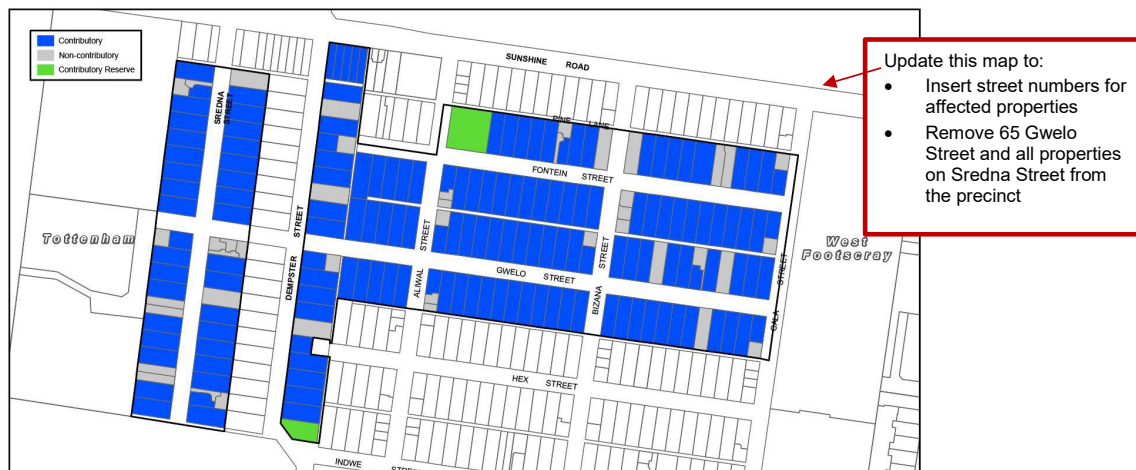 Contributory
Non-contributory
Contributory Reserve
SUNSHINE ROAD
SREDNA STREET
PINE LANE
FONTEIN STREET
DEMPSTER STREET
ALIWAL STREET
BIZANA STREET
GWELO STREET
CALA STREET
HEX STREET
INDWE STREET
Tottenham
West
Footscray
Update this map to:
• Insert street numbers for
affected properties
• Remove 65 Gwelo
Street and all properties
on Sredna Street from
the precinct